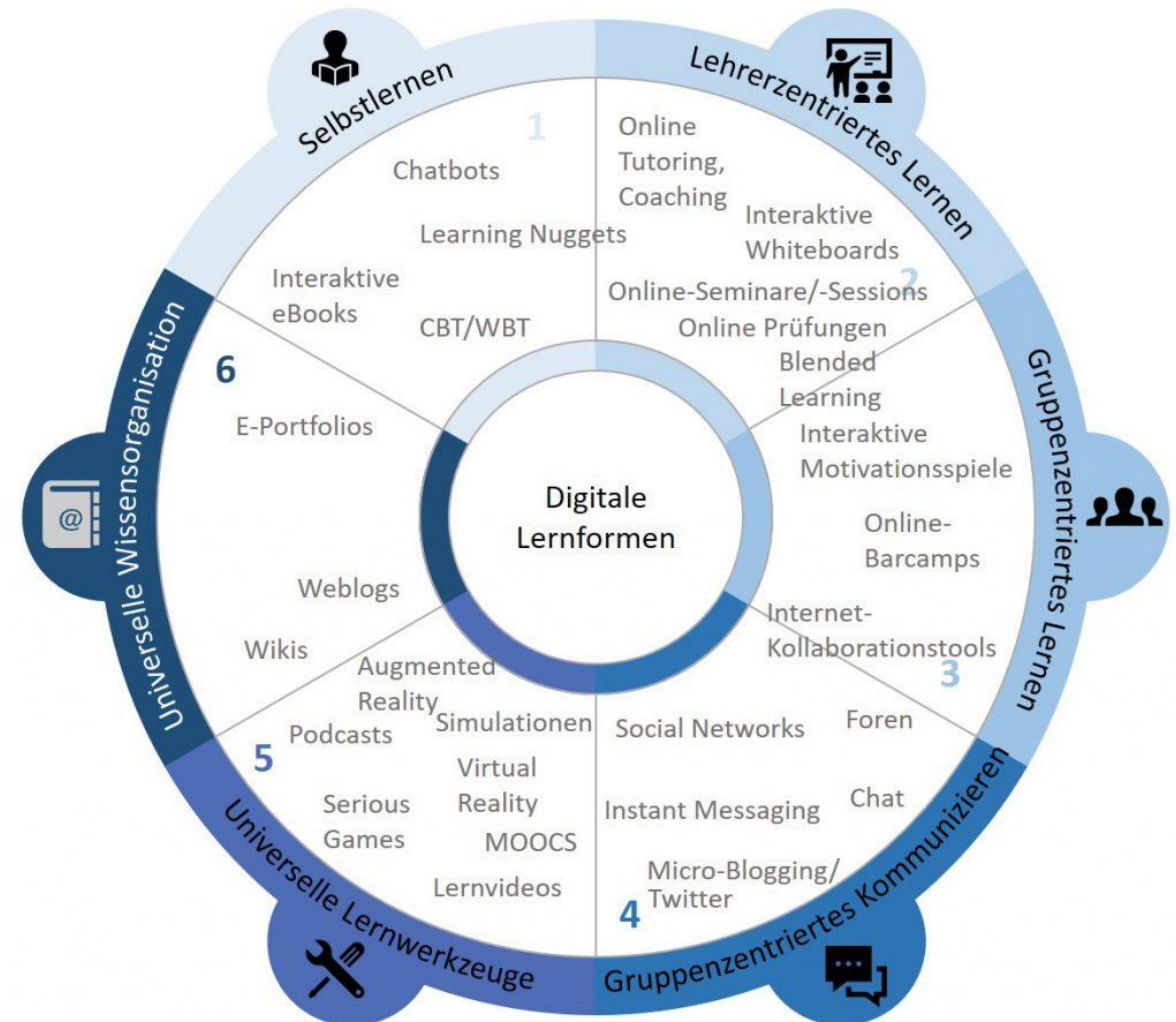 Selbstlernen
1
Chatbots
Learning Nuggets
Interaktive
eBooks
CBT/WBT
Lehrerzentriertes Lernen
Online
Tutoring,
Coaching
Interaktive
Whiteboards
2
Online-Seminare/-Sessions
Online Prüfungen
Blended
Learning
Gruppenzentriertes Lernen
Interaktive
Motivationsspiele
Online-
Barcamps
Internet-
Kollaborationstools
3
Gruppenzentriertes Kommunizieren
Social Networks
Foren
Instant Messaging
Chat
Micro-Blogging/
Twitter
4
Universelle Lernwerkzeuge
5
Augmented
Reality
Podcasts
Simulationen
Virtual
Reality
Serious
Games
MOOCS
Lernvideos
Universelle Wissensorganisation
@
6
E-Portfolios
Weblogs
Wikis
Digitale
Lernformen